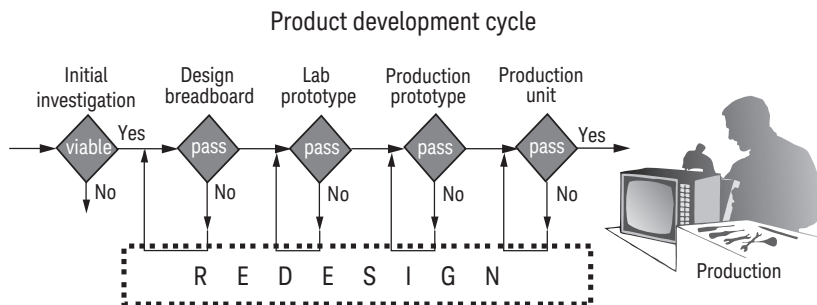 Product development cycle
Initial
investigation
Design
breadboard
Lab
prototype
Production
prototype
Production
unit
viable
Yes
pass
pass
pass
pass
Yes
No
No
No
No
No
REDESIGN
Production